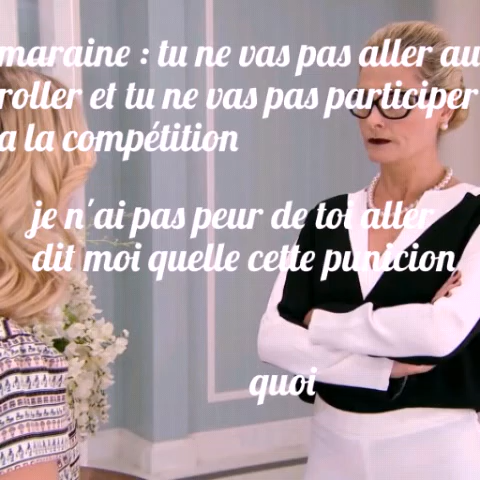 maraine : tu ne vas pas aller au
roller et tu ne vas pas participer
a la compétition
je n'ai pas peur de toi aller
dit moi quelle cette punicion
quoi